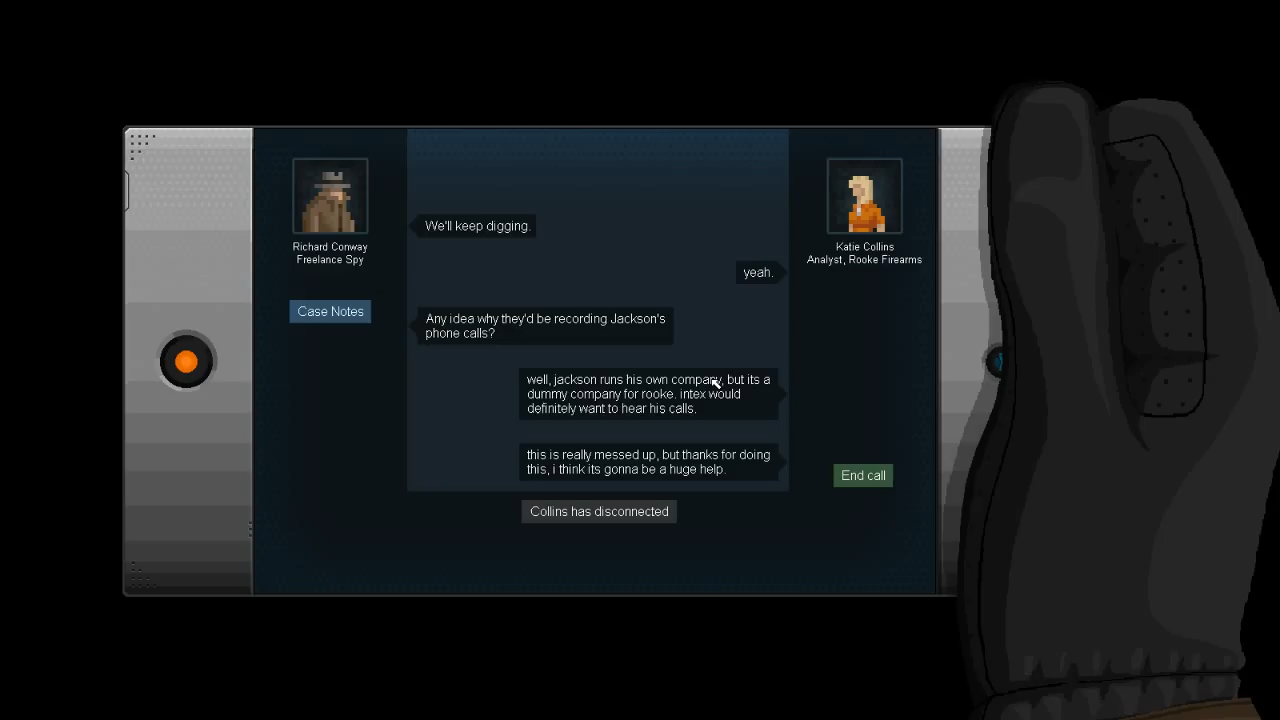 We'll keep digging.
Richard Conway
Freelance Spy
Katie Collins
Analyst, Rooke Firearms
yeah.
Case Notes
Any idea why they'd be recording Jackson's
phone calls?
well, jackson runs his own company, but its a
dummy company for rooke. intex would
definitely want to hear his calls.
this is really messed up, but thanks for doing
this, i think its gonna be a huge help.
End call
Collins has disconnected